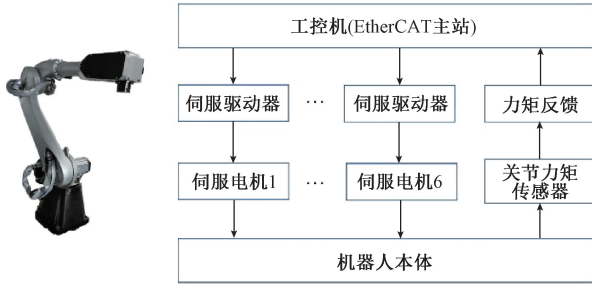 工控机(EtherCAT主站)
伺服驱动器 … 伺服驱动器 力矩反馈
伺服电机1 … 伺服电机6 关节力矩
传感器
机器人本体